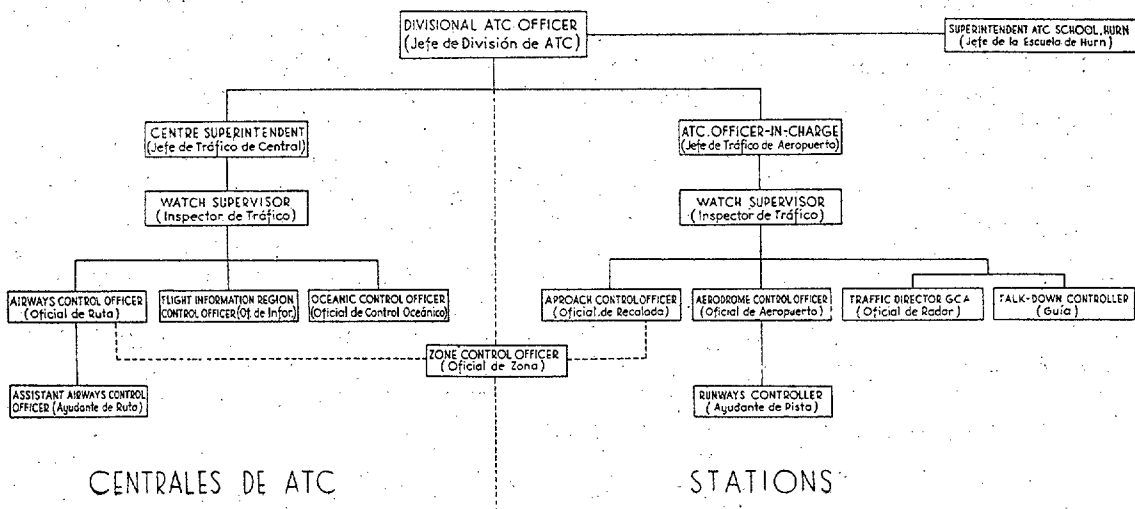 DIVISIONAL ATC OFFICER
(Jefe de División de ATC)
SUPERINTENDENT ATC SCHOOL, HURN
(Jefe de la Escuela de Hurn)
CENTRE SUPERINTENDENT
(Jefe de Tráfico de Central)
ATC. OFFICER-IN-CHARGE
(Jefe de Tráfico de Aeropuerto)
WATCH SUPERVISOR
(Inspector de Tráfico)
WATCH SUPERVISOR
(Inspector de Tráfico)
AIRWAYS CONTROL OFFICER
(Oficial de Ruta)
FLIGHT INFORMATION REGION
CONTROL OFFICER (Of. de Infor.)
OCEANIC CONTROL OFFICER
(Oficial de Control Oceánico)
APROACH CONTROL OFFICER
(Oficial de Recalada)
AERODROME CONTROL OFFICER
(Oficial de Aeropuerto)
TRAFFIC DIRECTOR GCA
(Oficial de Radar)
TALK-DOWN CONTROLLER
(Guía)
ZONE CONTROL OFFICER
(Oficial de Zona)
ASSISTANT AIRWAYS CONTROL
OFFICER (Ayudante de Ruta)
RUNWAYS CONTROLLER
(Ayudante de Pista)
CENTRALES DE ATC
STATIONS